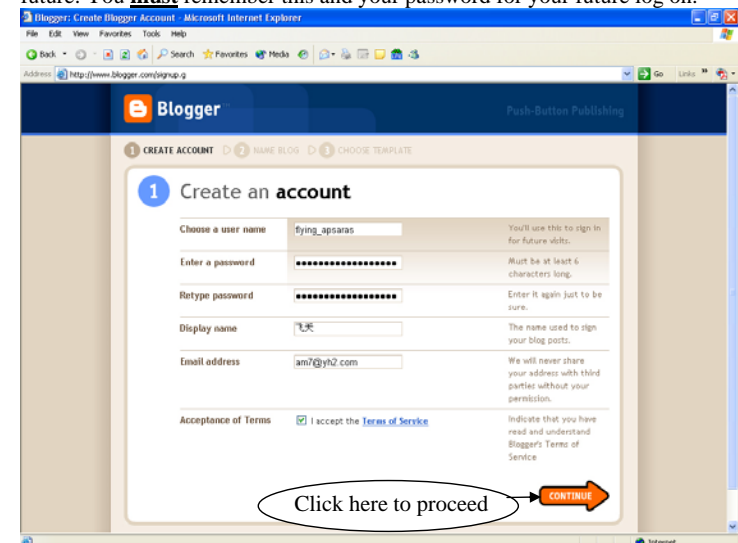 future? You must remember this and your password for your future log on.
Blogger: Create Blogger Account - Microsoft Internet Explorer
File Edit View Favorites Tools Help
Back Search Favorites Media
Address http://www.blogger.com/signup.g Go Links »
Blogger Push-Button Publishing
1 CREATE ACCOUNT 2 NAME BLOG 3 CHOOSE TEMPLATE
1 Create an account
Choose a user name flying_apsaras You'll use this to sign in
for future visits.
Enter a password •••••••••••••••••• Must be at least 6
characters long.
Retype password •••••••••••••••••• Enter it again just to be
sure.
Display name 飞天 The name used to sign
your blog posts.
Email address am7@yh2.com We will never share
your address with third
parties without your
permission.
Acceptance of Terms I accept the Terms of Service Indicate that you have
read and understand
Blogger's Terms of
Service
Click here to proceed CONTINUE
Internet